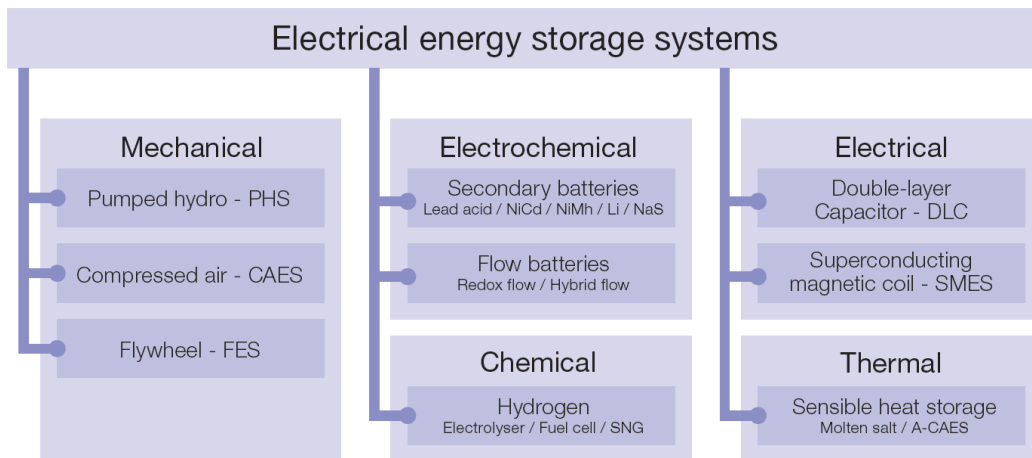 Electrical energy storage systems
Mechanical
Pumped hydro - PHS
Compressed air - CAES
Flywheel - FES
Electrochemical
Secondary batteries
Lead acid / NiCd / NiMh / Li / NaS
Flow batteries
Redox flow / Hybrid flow
Chemical
Hydrogen
Electrolyser / Fuel cell / SNG
Electrical
Double-layer
Capacitor - DLC
Superconducting
magnetic coil - SMES
Thermal
Sensible heat storage
Molten salt / A-CAES